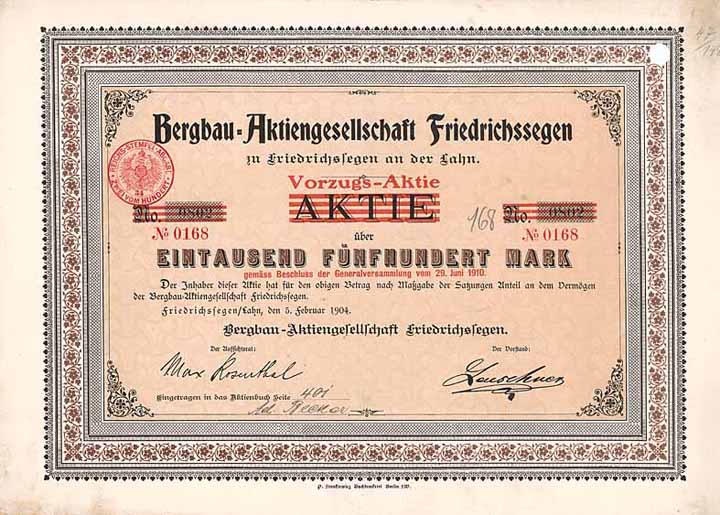 Bergbau-Aktiengesellschaft Friedrichssegen
zu Friedrichssegen an der Lahn.
Vorzugs-Aktie
AKTIE
No. 0802
No. 0802
№ 0168
168
№ 0168
über
EINTAUSEND FÜNFHUNDERT MARK
gemäss Beschluss der Generalversammlung vom 29. Juni 1910.
Der Inhaber dieser Aktie hat für den obigen Betrag nach Maßgabe der Satzungen Anteil an dem Vermögen
der Bergbau-Aktiengesellschaft Friedrichssegen.
Friedrichssegen/Lahn, den 5. Februar 1904.
Bergbau-Aktiengesellschaft Friedrichssegen.
Der Aufsichtsrat:
Der Vorstand:
Max Rosenthal
Eingetragen in das Aktienbuch Seite 401